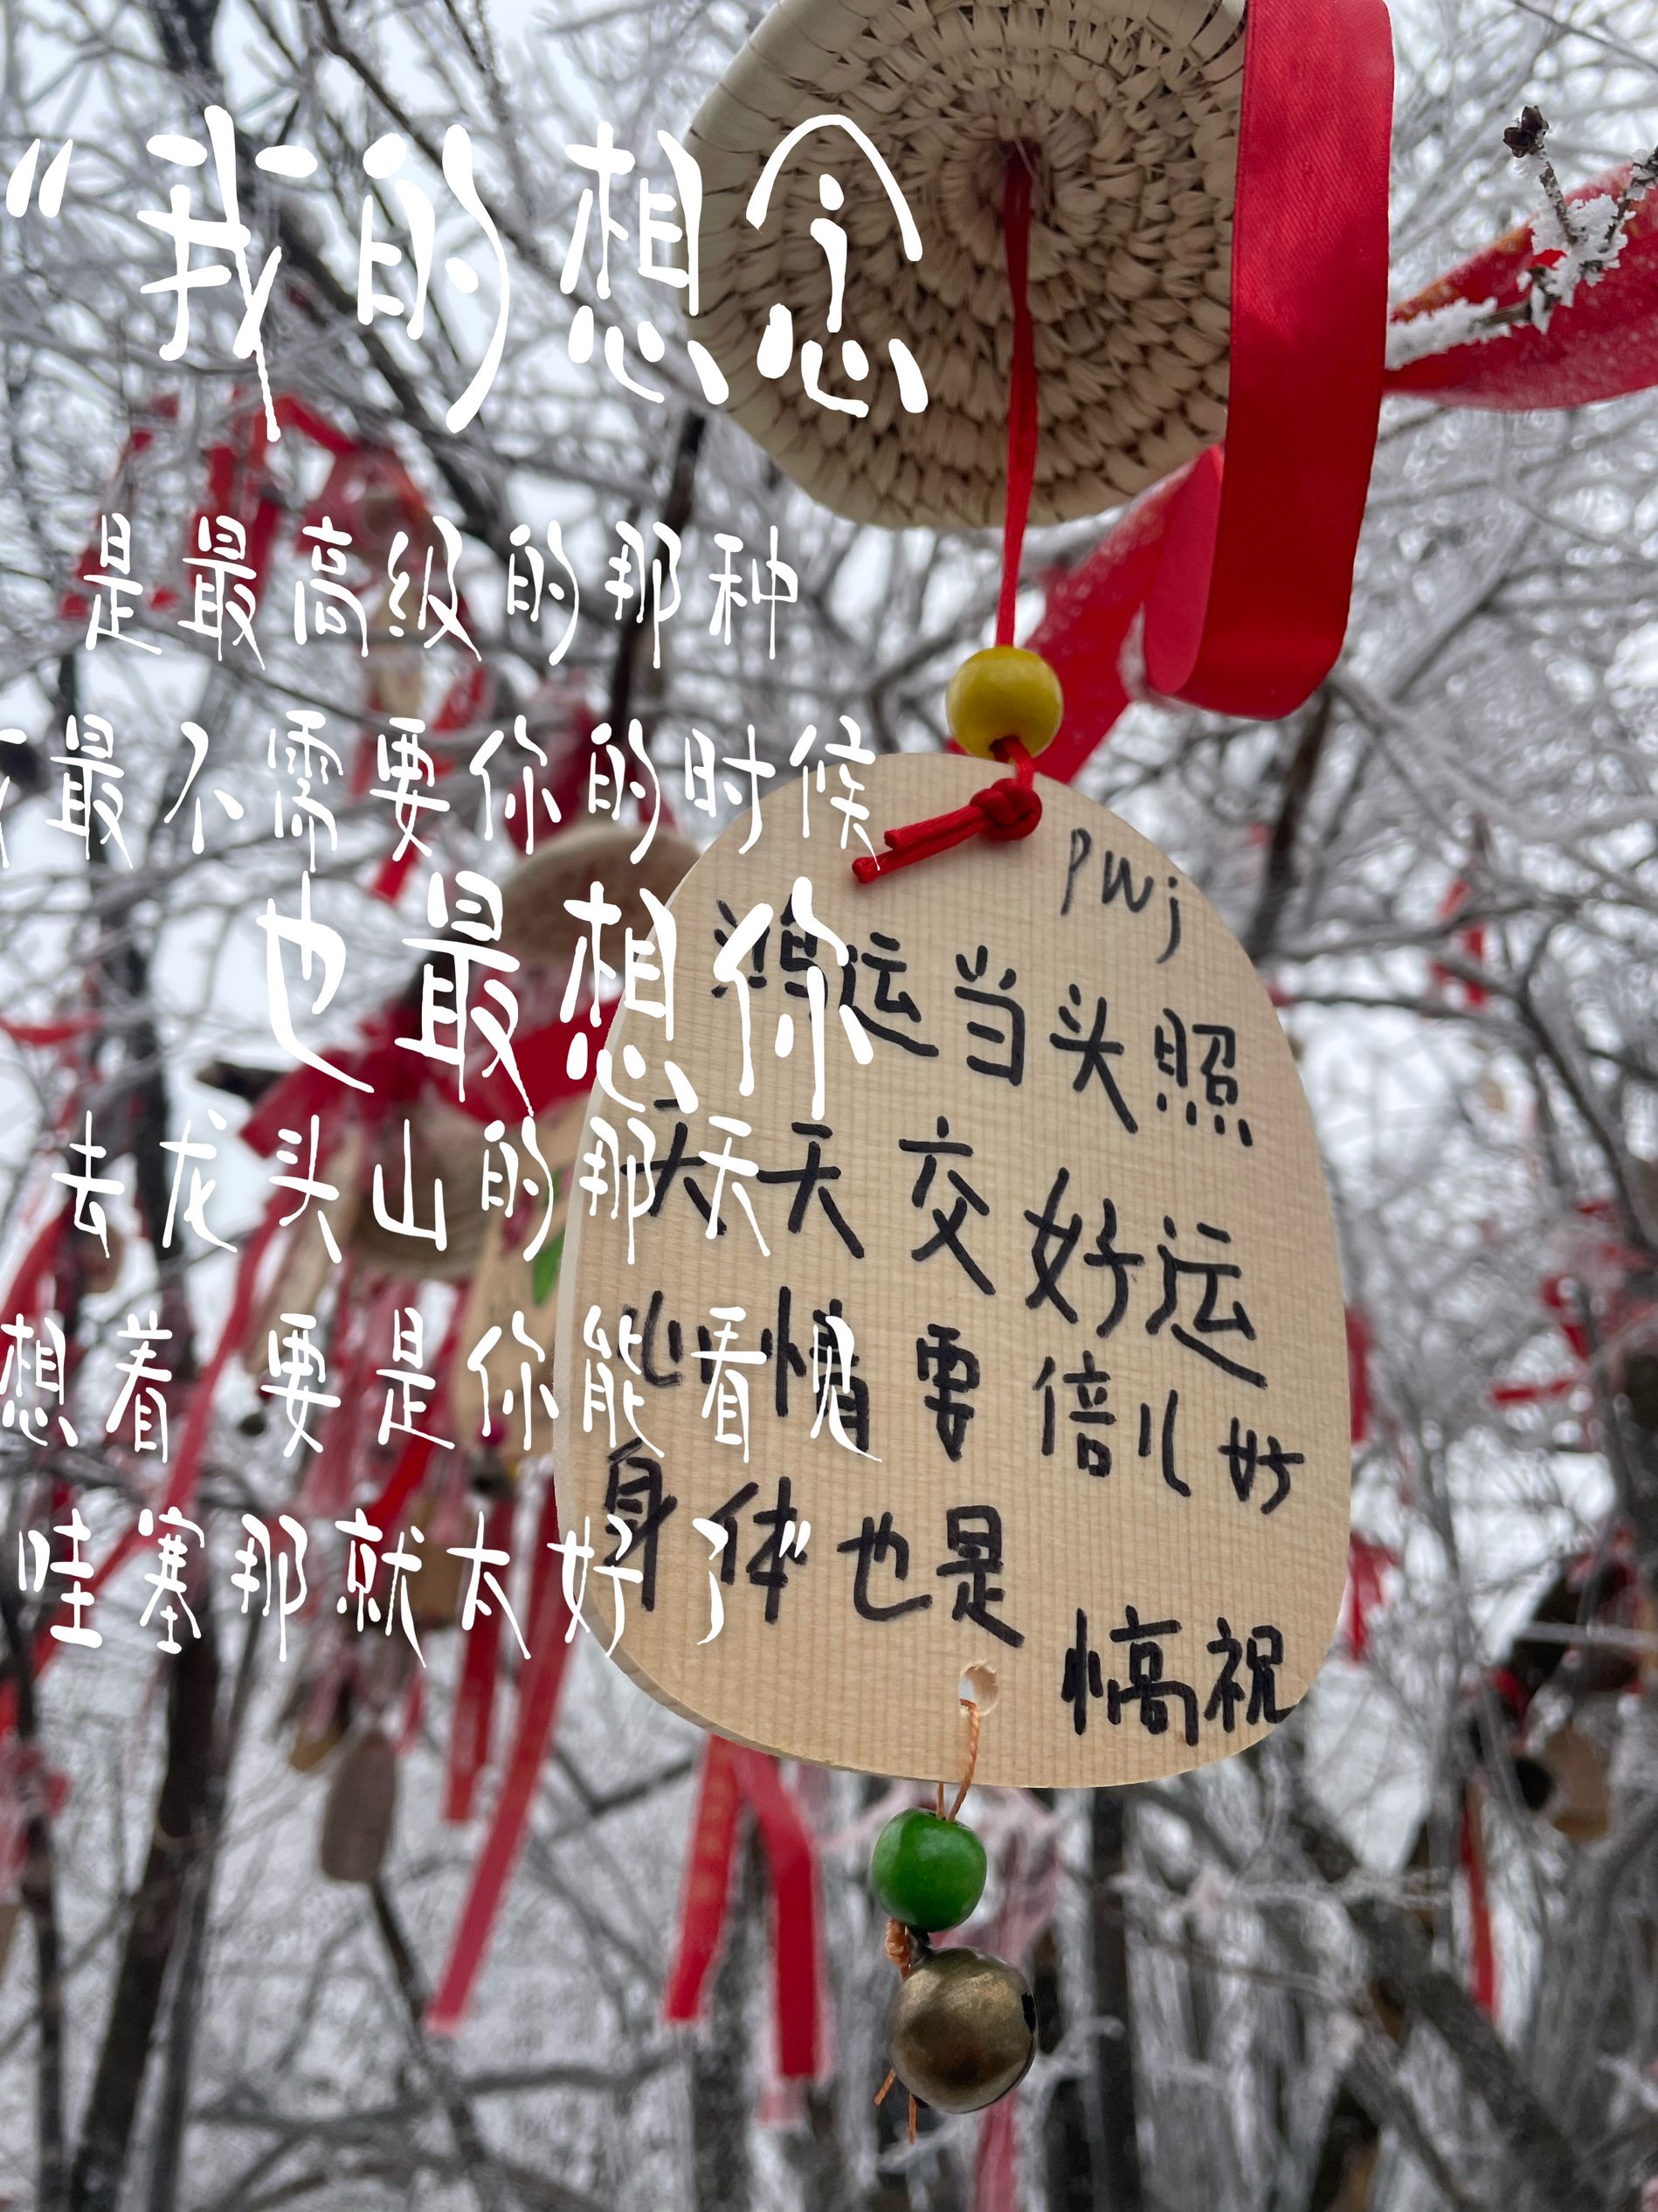 “我的想念
是最高级的那种
最不需要你的时候
也最想你
去龙头山的那天
想着 要是你能看见
哇塞那就太好了”
pwj
鸿运当头照
天天交好运
心情要倍儿好
身体也是
祝